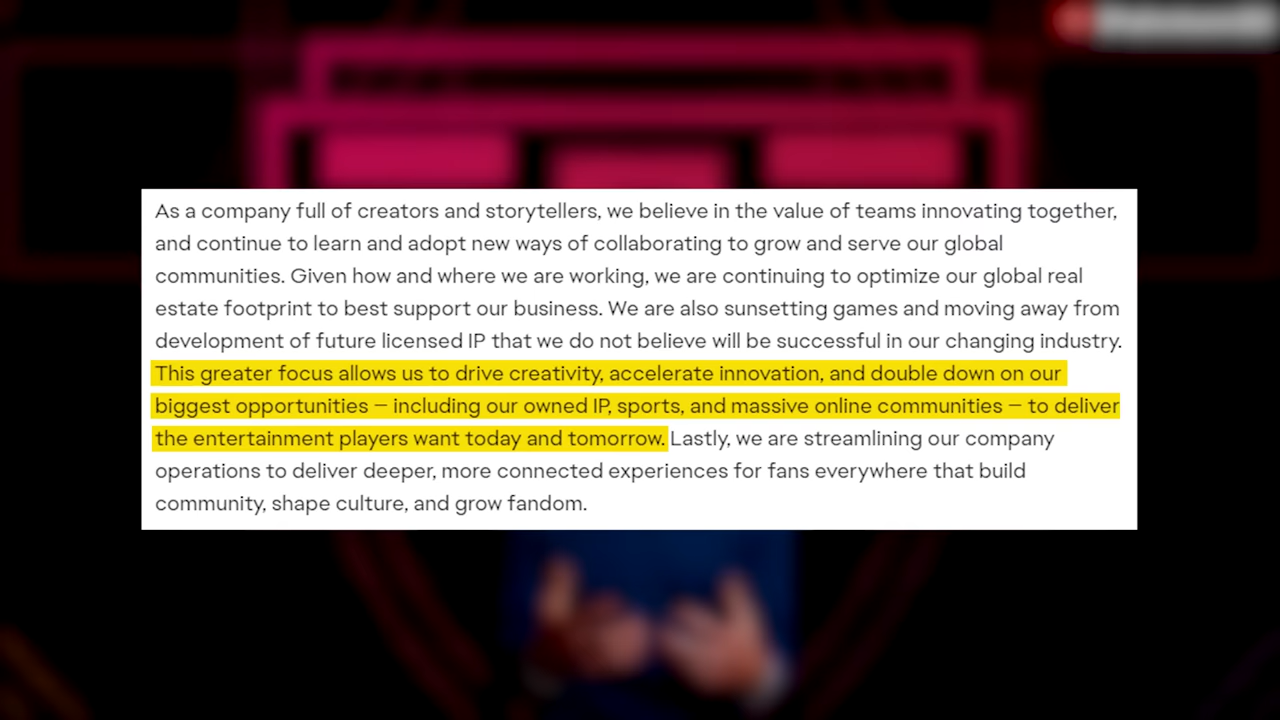 As a company full of creators and storytellers, we believe in the value of teams innovating together,
and continue to learn and adopt new ways of collaborating to grow and serve our global
communities. Given how and where we are working, we are continuing to optimize our global real
estate footprint to best support our business. We are also sunsetting games and moving away from
development of future licensed IP that we do not believe will be successful in our changing industry.
This greater focus allows us to drive creativity, accelerate innovation, and double down on our
biggest opportunities – including our owned IP, sports, and massive online communities – to deliver
the entertainment players want today and tomorrow. Lastly, we are streamlining our company
operations to deliver deeper, more connected experiences for fans everywhere that build
community, shape culture, and grow fandom.